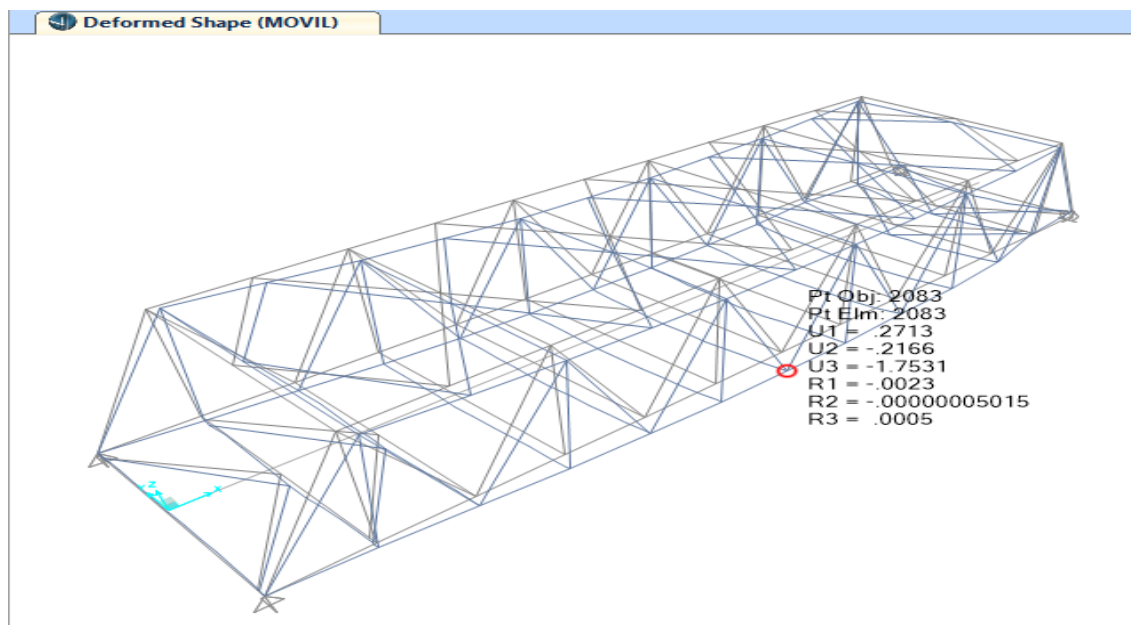 Deformed Shape (MOVIL)
Pt Obj: 2083
Pt Elm: 2083
U1 = .2713
U2 = -.2166
U3 = -1.7531
R1 = -.0023
R2 = -.00000005015
R3 = .0005
Z
X